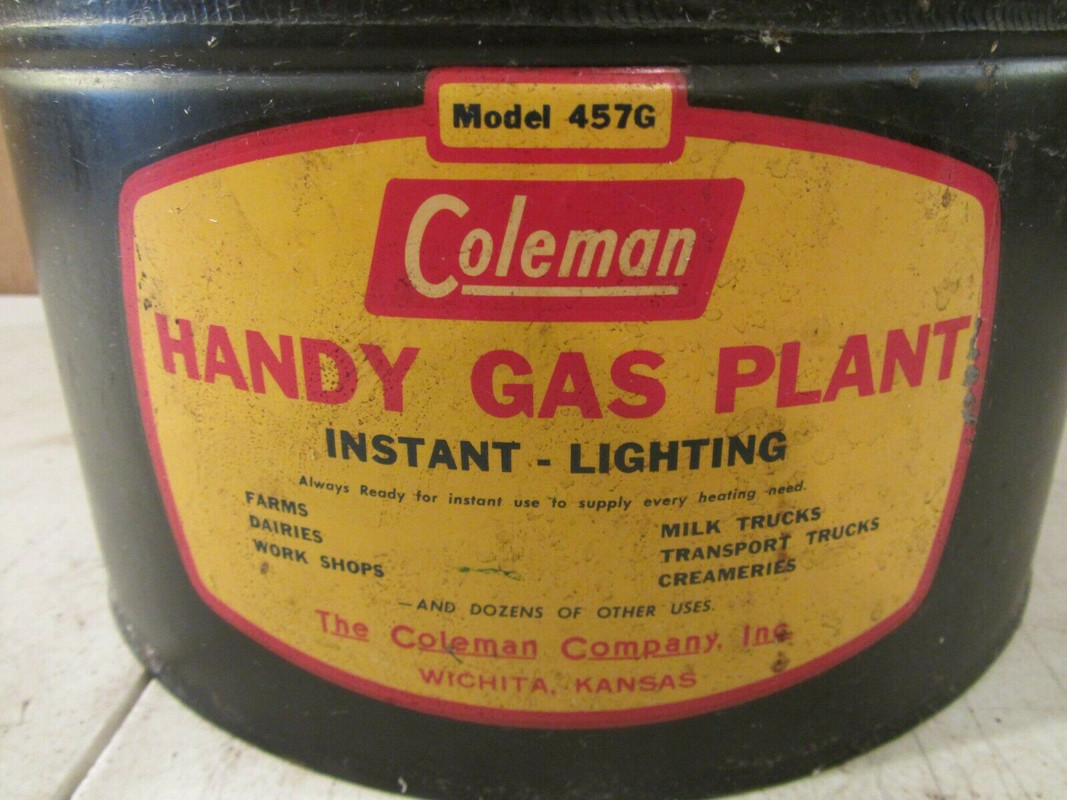 Model 457G
Coleman
HANDY GAS PLANT
INSTANT - LIGHTING
Always Ready for instant use to supply every heating need.
FARMS
DAIRIES
WORK SHOPS
MILK TRUCKS
TRANSPORT TRUCKS
CREAMERIES
—AND DOZENS OF OTHER USES.
The Coleman Company, Inc.
WICHITA, KANSAS